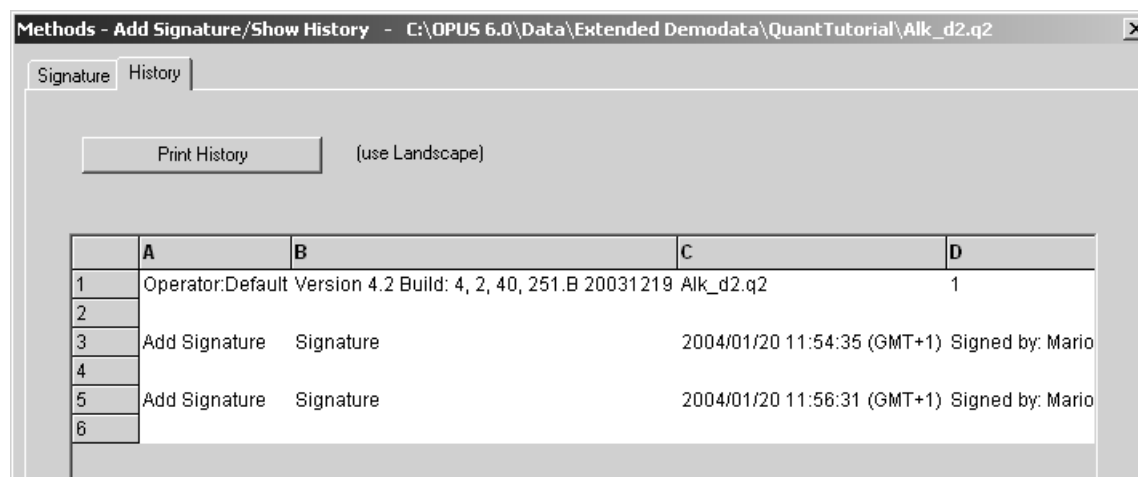 Methods - Add Signature/Show History - C:\OPUS 6.0\Data\Extended Demodata\QuantTutorial\Alk_d2.q2
Signature History
Print History (use Landscape)
A B C D
1 Operator:Default Version 4.2 Build: 4, 2, 40, 251.B 20031219 Alk_d2.q2 1
2
3 Add Signature Signature 2004/01/20 11:54:35 (GMT+1) Signed by: Mario
4
5 Add Signature Signature 2004/01/20 11:56:31 (GMT+1) Signed by: Mario
6